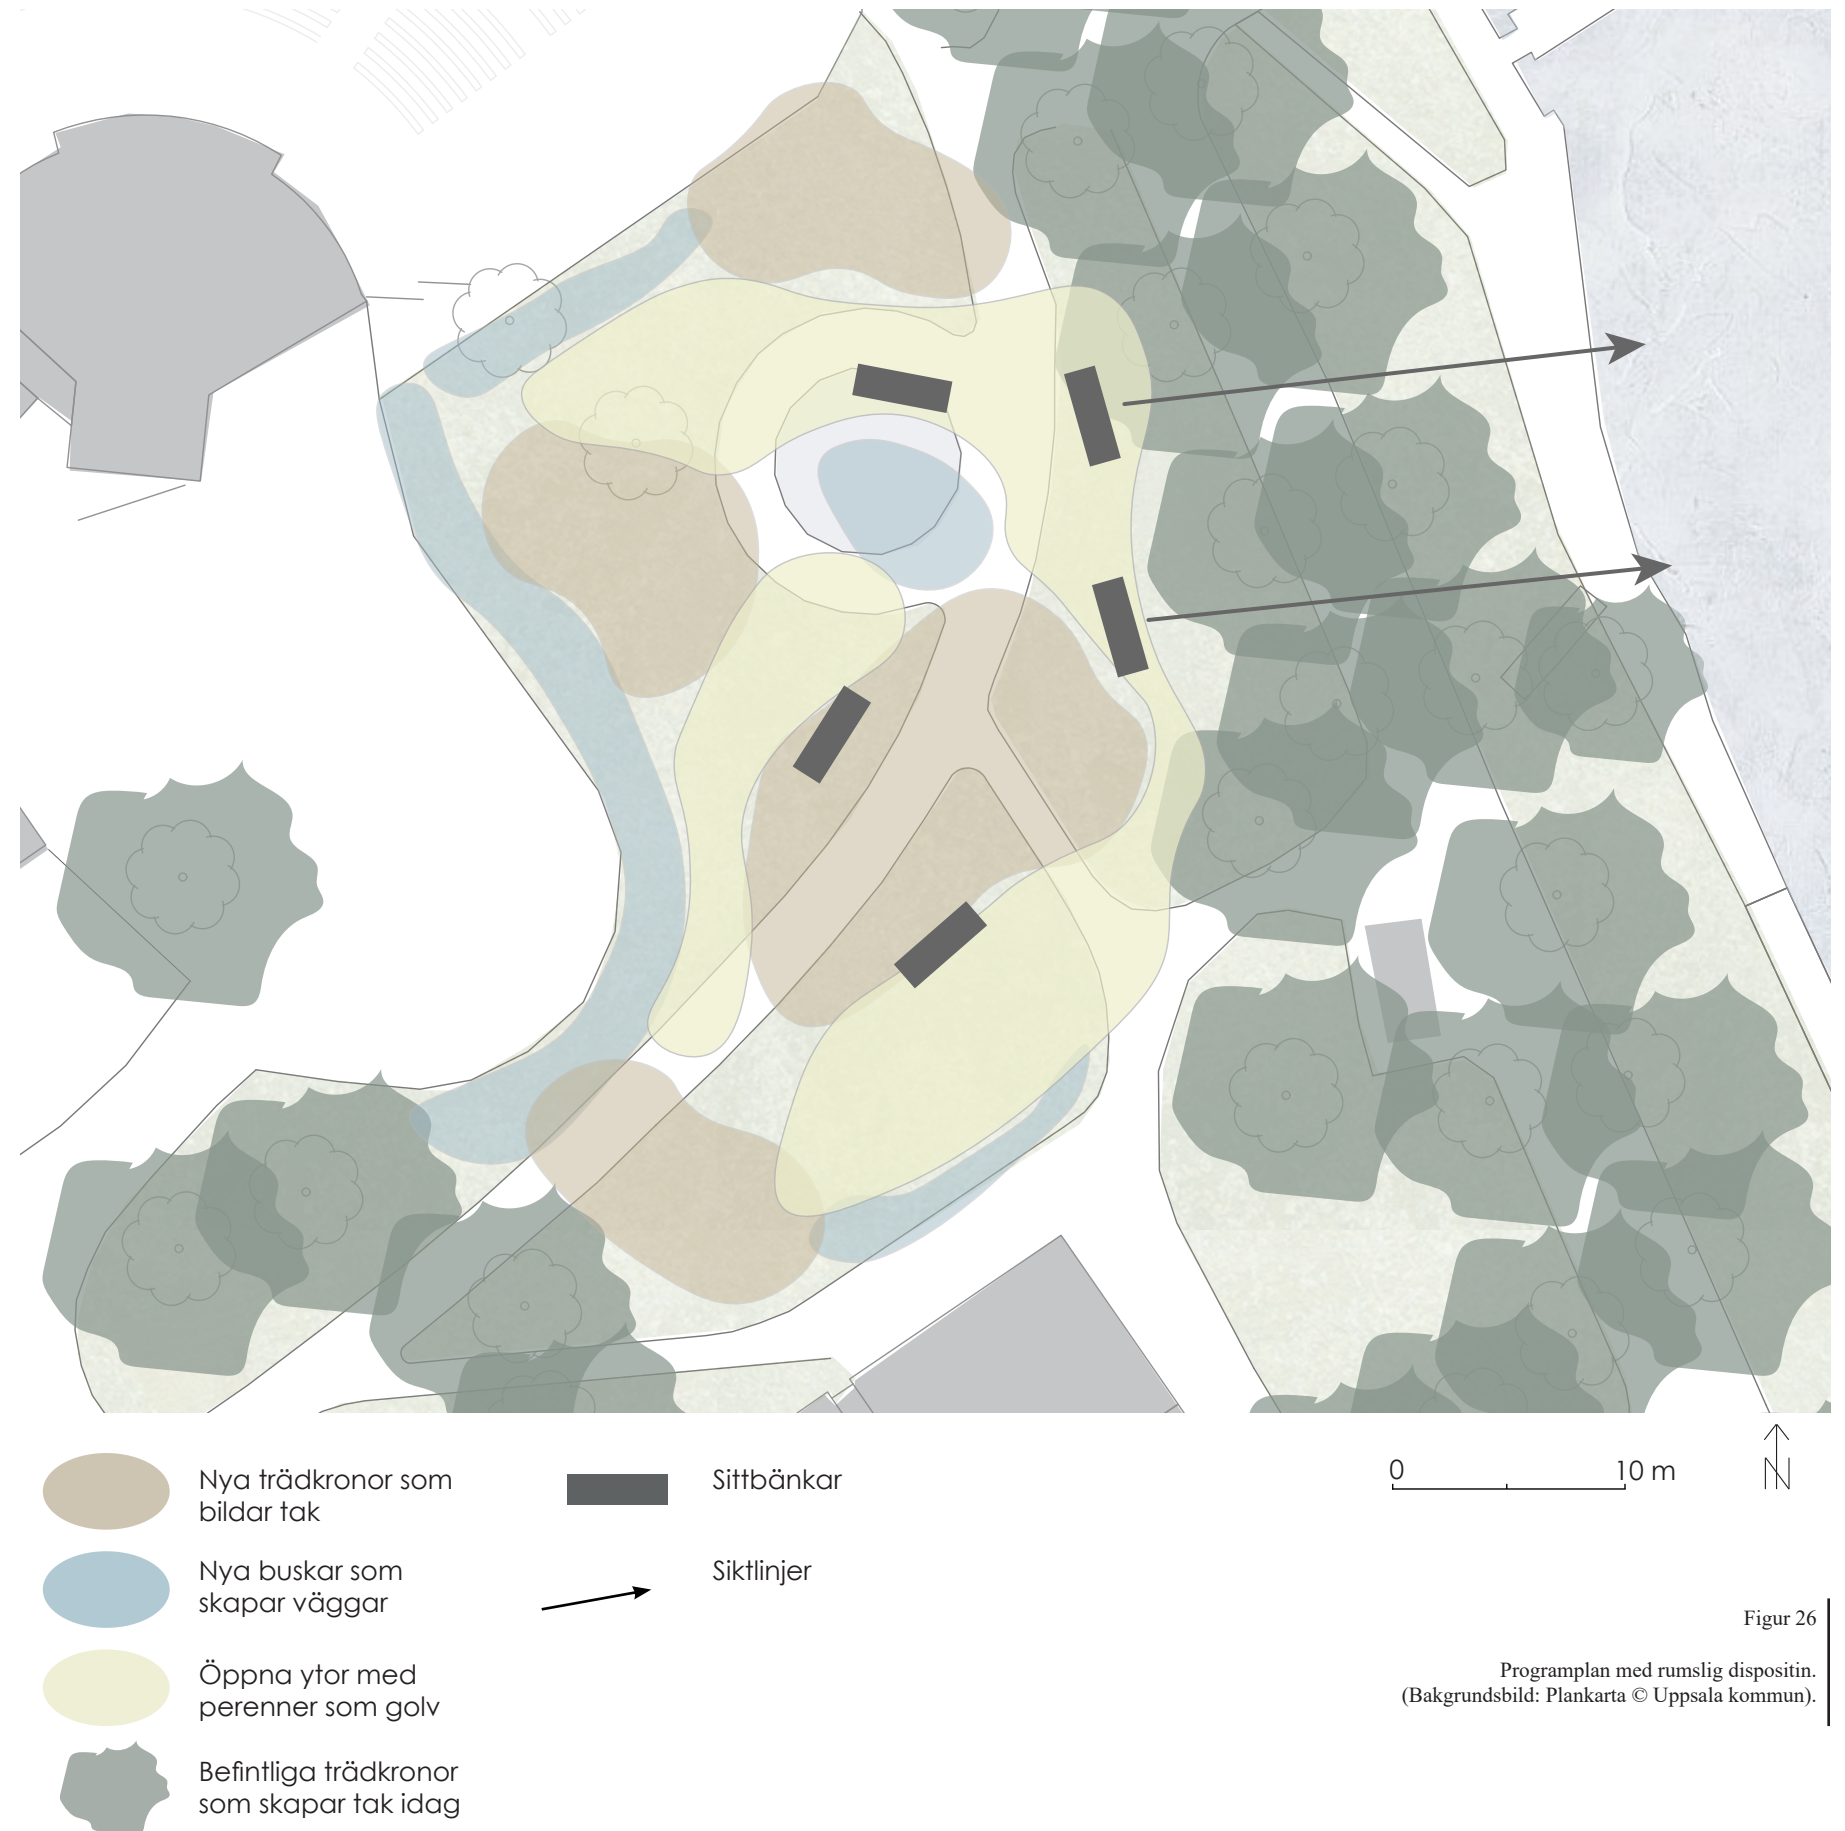 Nya trädkronor som
bildar tak
Sittbänkar
0 10 m
N
Nya buskar som
skapar väggar
Siktlinjer
Öppna ytor med
perenner som golv
Befintliga trädkronor
som skapar tak idag
Figur 26
Programplan med rumslig dispositin.
(Bakgrundsbild: Plankarta © Uppsala kommun).